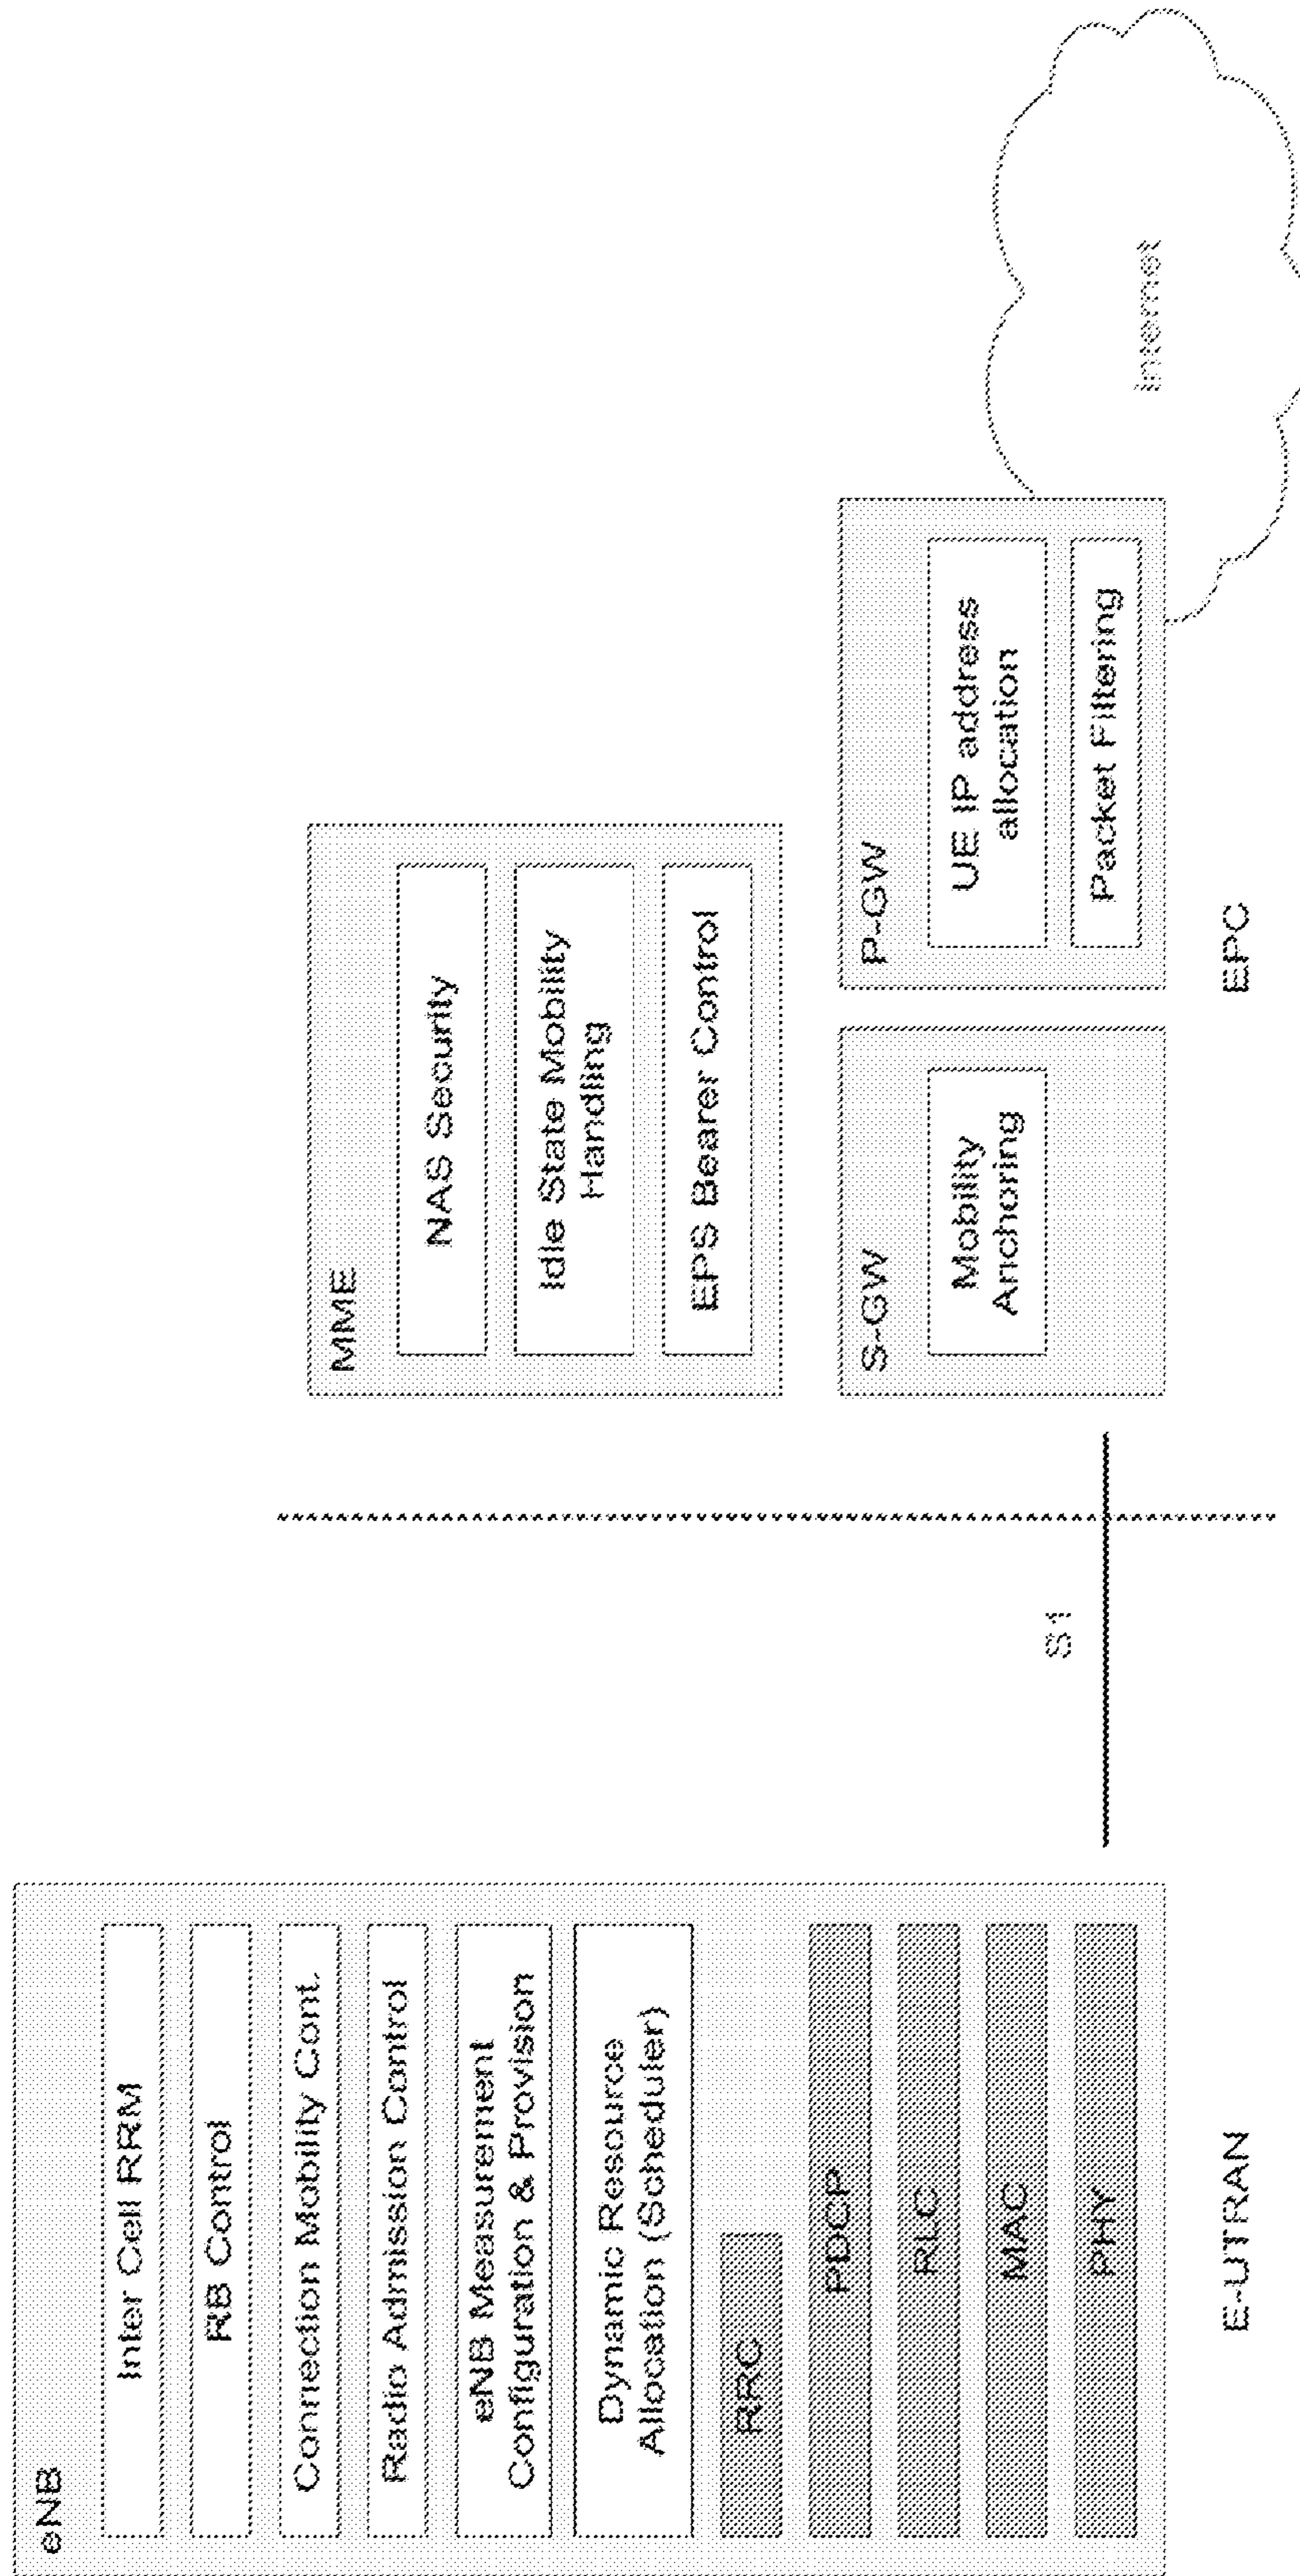 eNB
Inter Cell RRM
RB Control
Connection Mobility Cont.
Radio Admission Control
eNB Measurement
Configuration & Provision
Dynamic Resource
Allocation (Scheduler)
RRC
PDCP
RLC
MAC
PHY
E-UTRAN
S1
MME
NAS Security
Idle State Mobility
Handling
EPS Bearer Control
S-GW
Mobility
Anchoring
P-GW
UE IP address
allocation
Packet Filtering
EPC
Internet